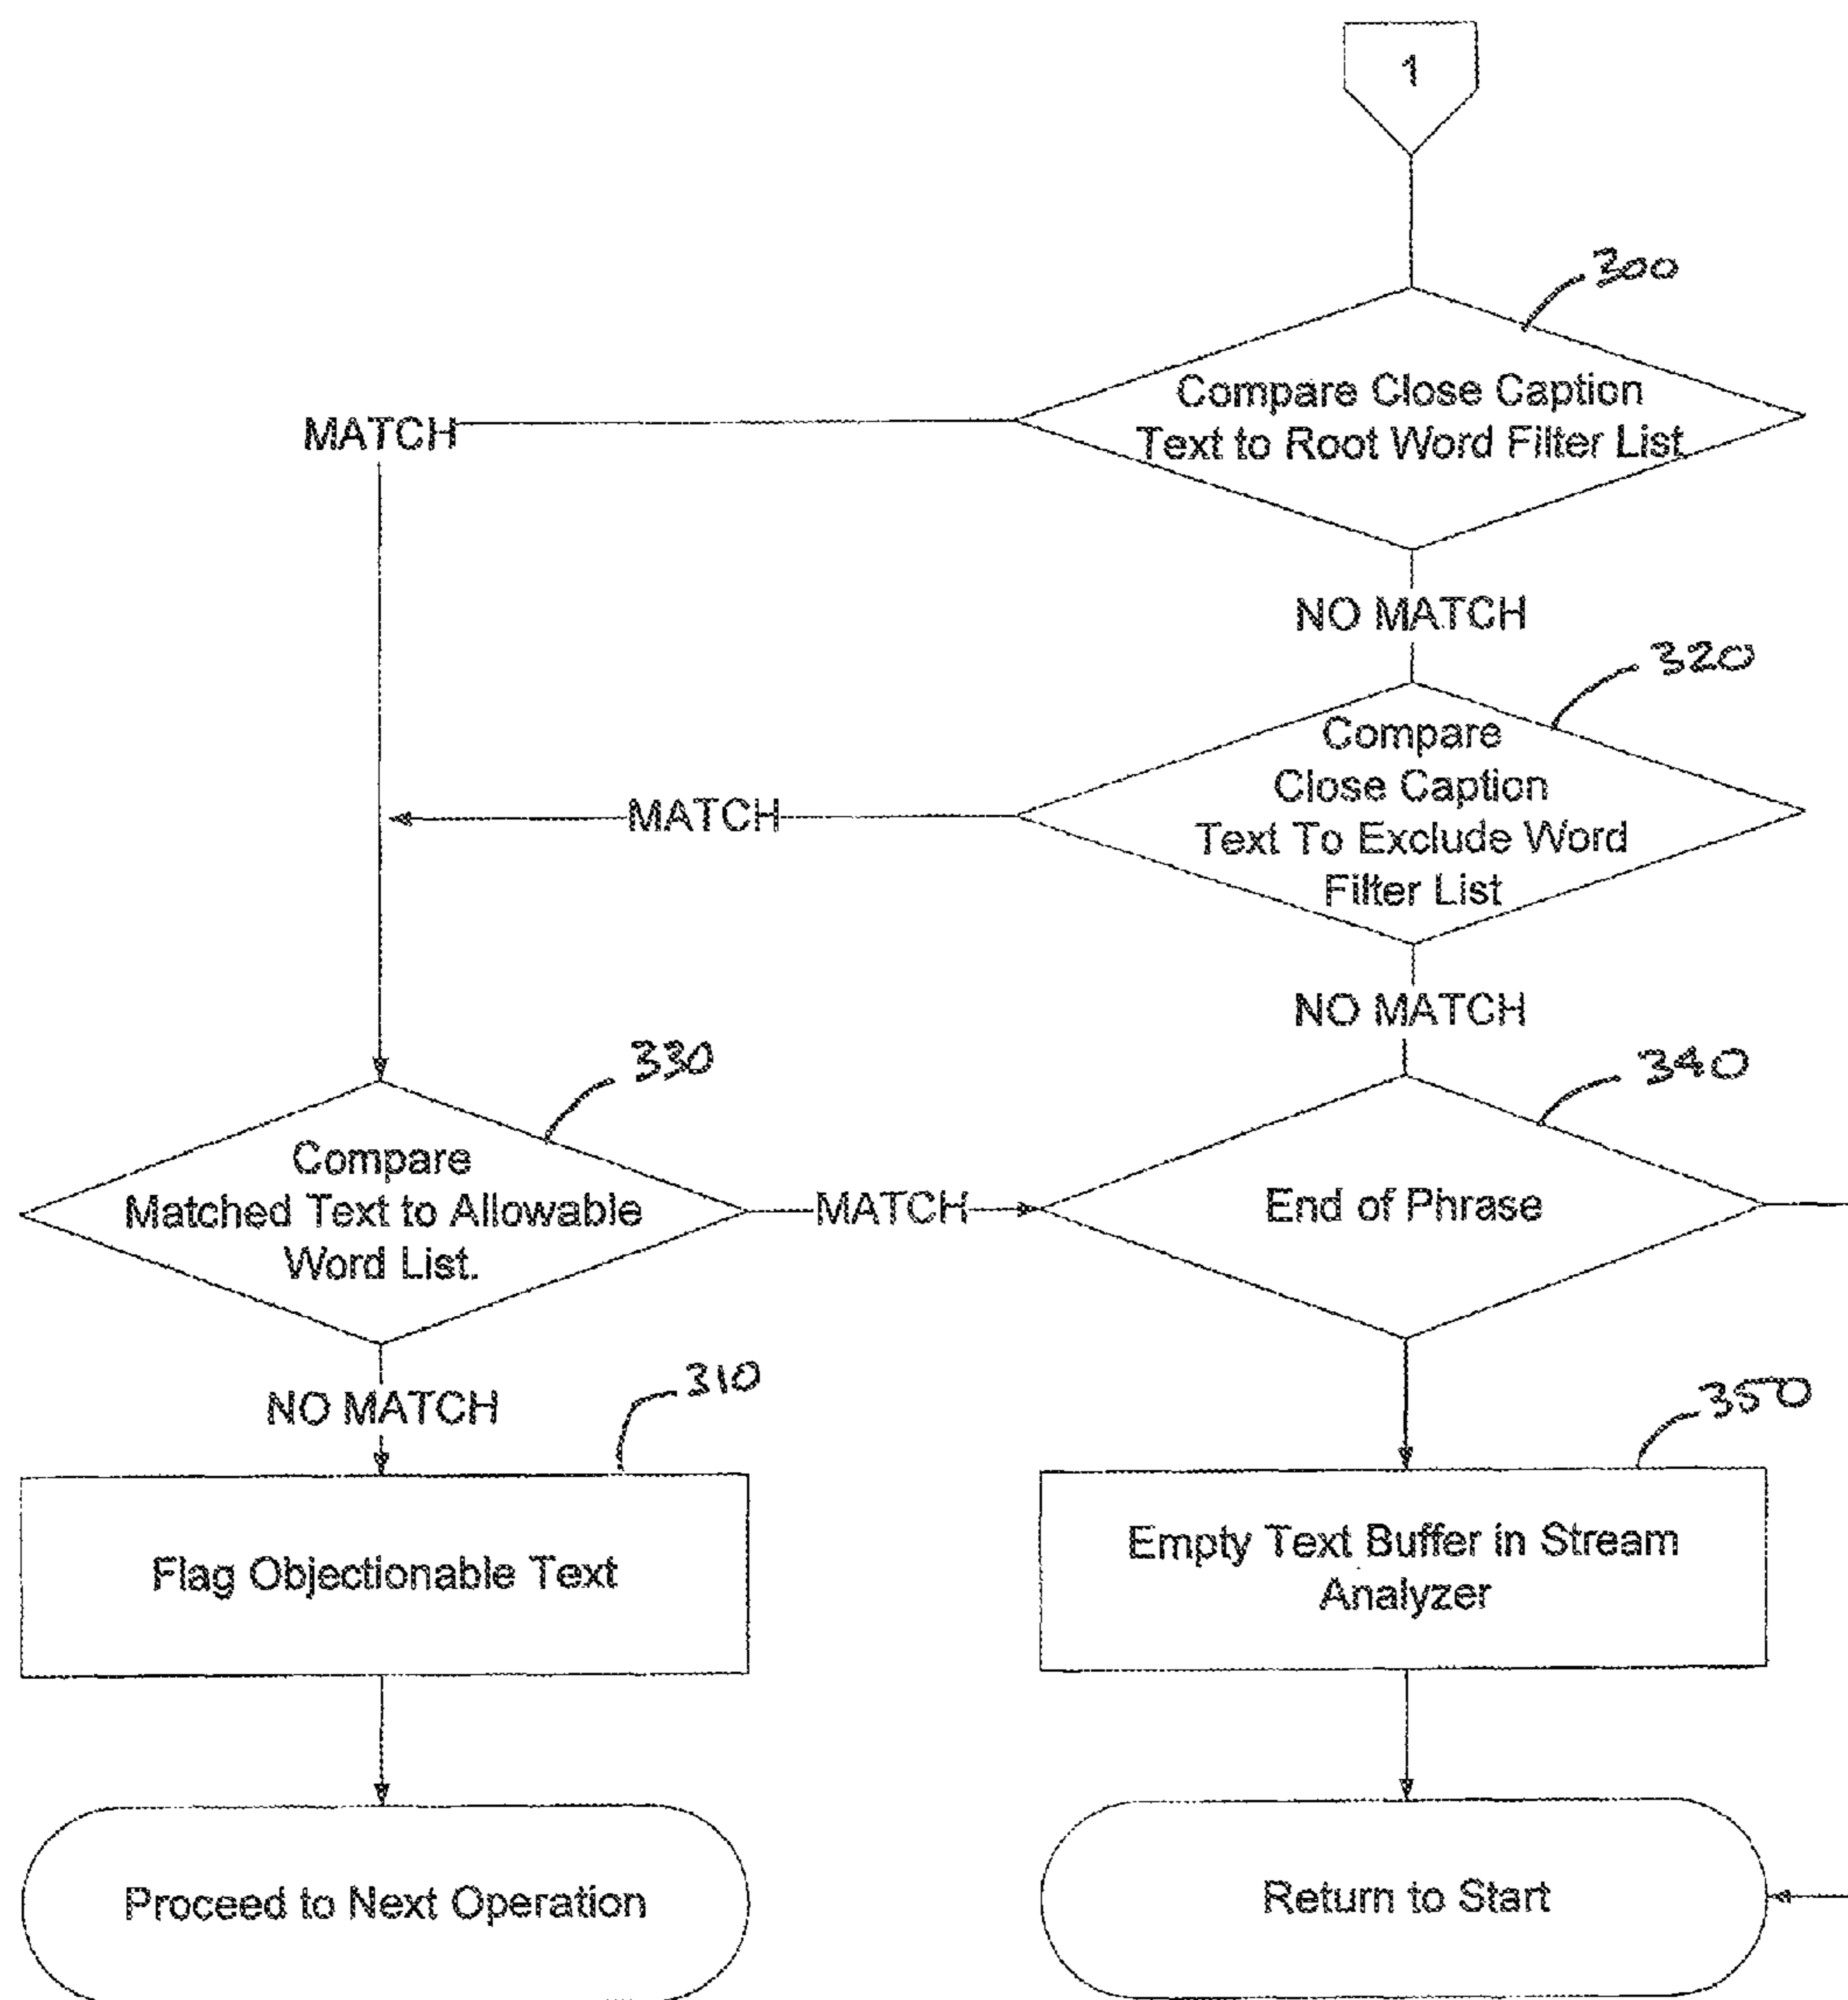 1
300
Compare Close Caption
Text to Root Word Filter List
MATCH
NO MATCH
320
Compare
Close Caption
Text To Exclude Word
Filter List
MATCH
NO MATCH
330
340
Compare
Matched Text to Allowable
Word List.
MATCH
End of Phrase
NO MATCH
310
350
Flag Objectionable Text
Empty Text Buffer in Stream
Analyzer
Proceed to Next Operation
Return to Start